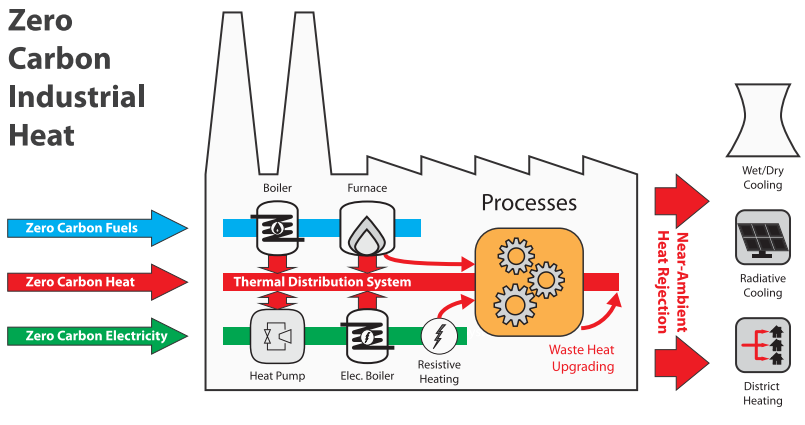 Zero
Carbon
Industrial
Heat
Boiler
Furnace
Processes
Zero Carbon Fuels
Zero Carbon Heat
Thermal Distribution System
Zero Carbon Electricity
Heat Pump
Elec. Boiler
Resistive
Heating
Waste Heat
Upgrading
Near-Ambient
Heat Rejection
Wet/Dry
Cooling
Radiative
Cooling
District
Heating